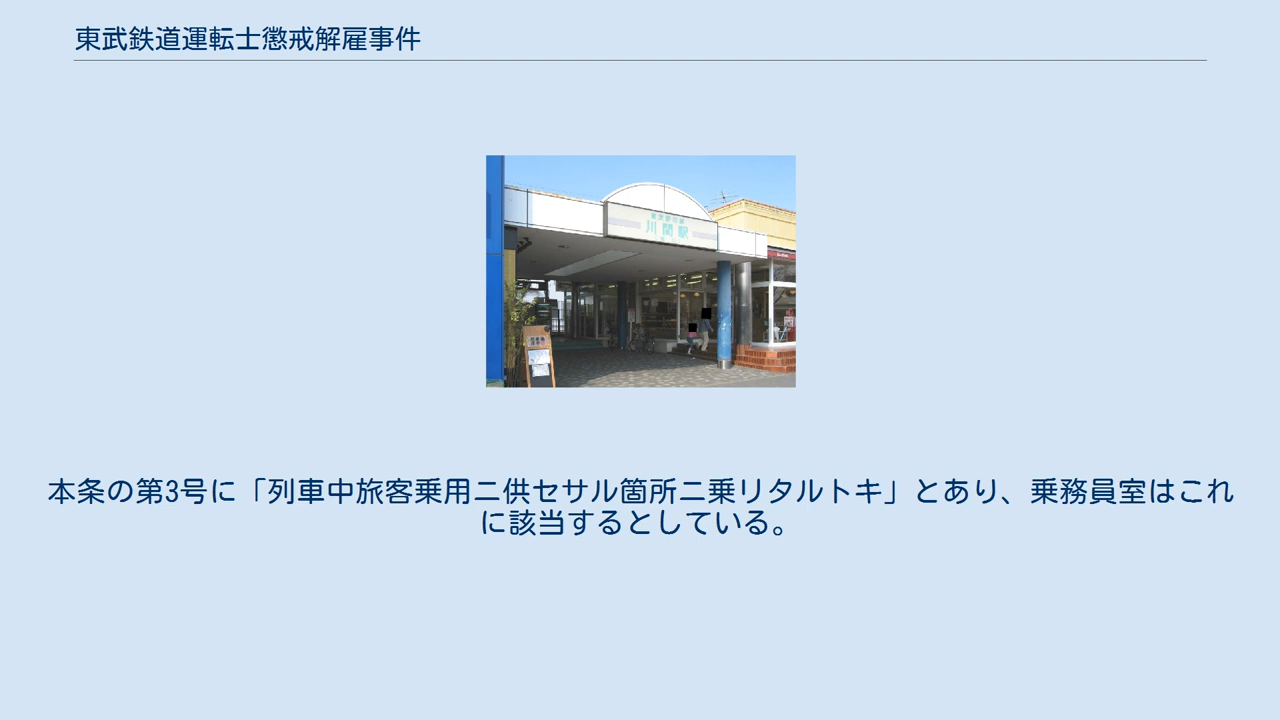 東武鉄道運転士懲戒解雇事件
川間駅
本条の第3号に「列車中旅客乗用ニ供セサル箇所ニ乗リタルトキ」とあり、乗務員室はこれ
に該当するとしている。